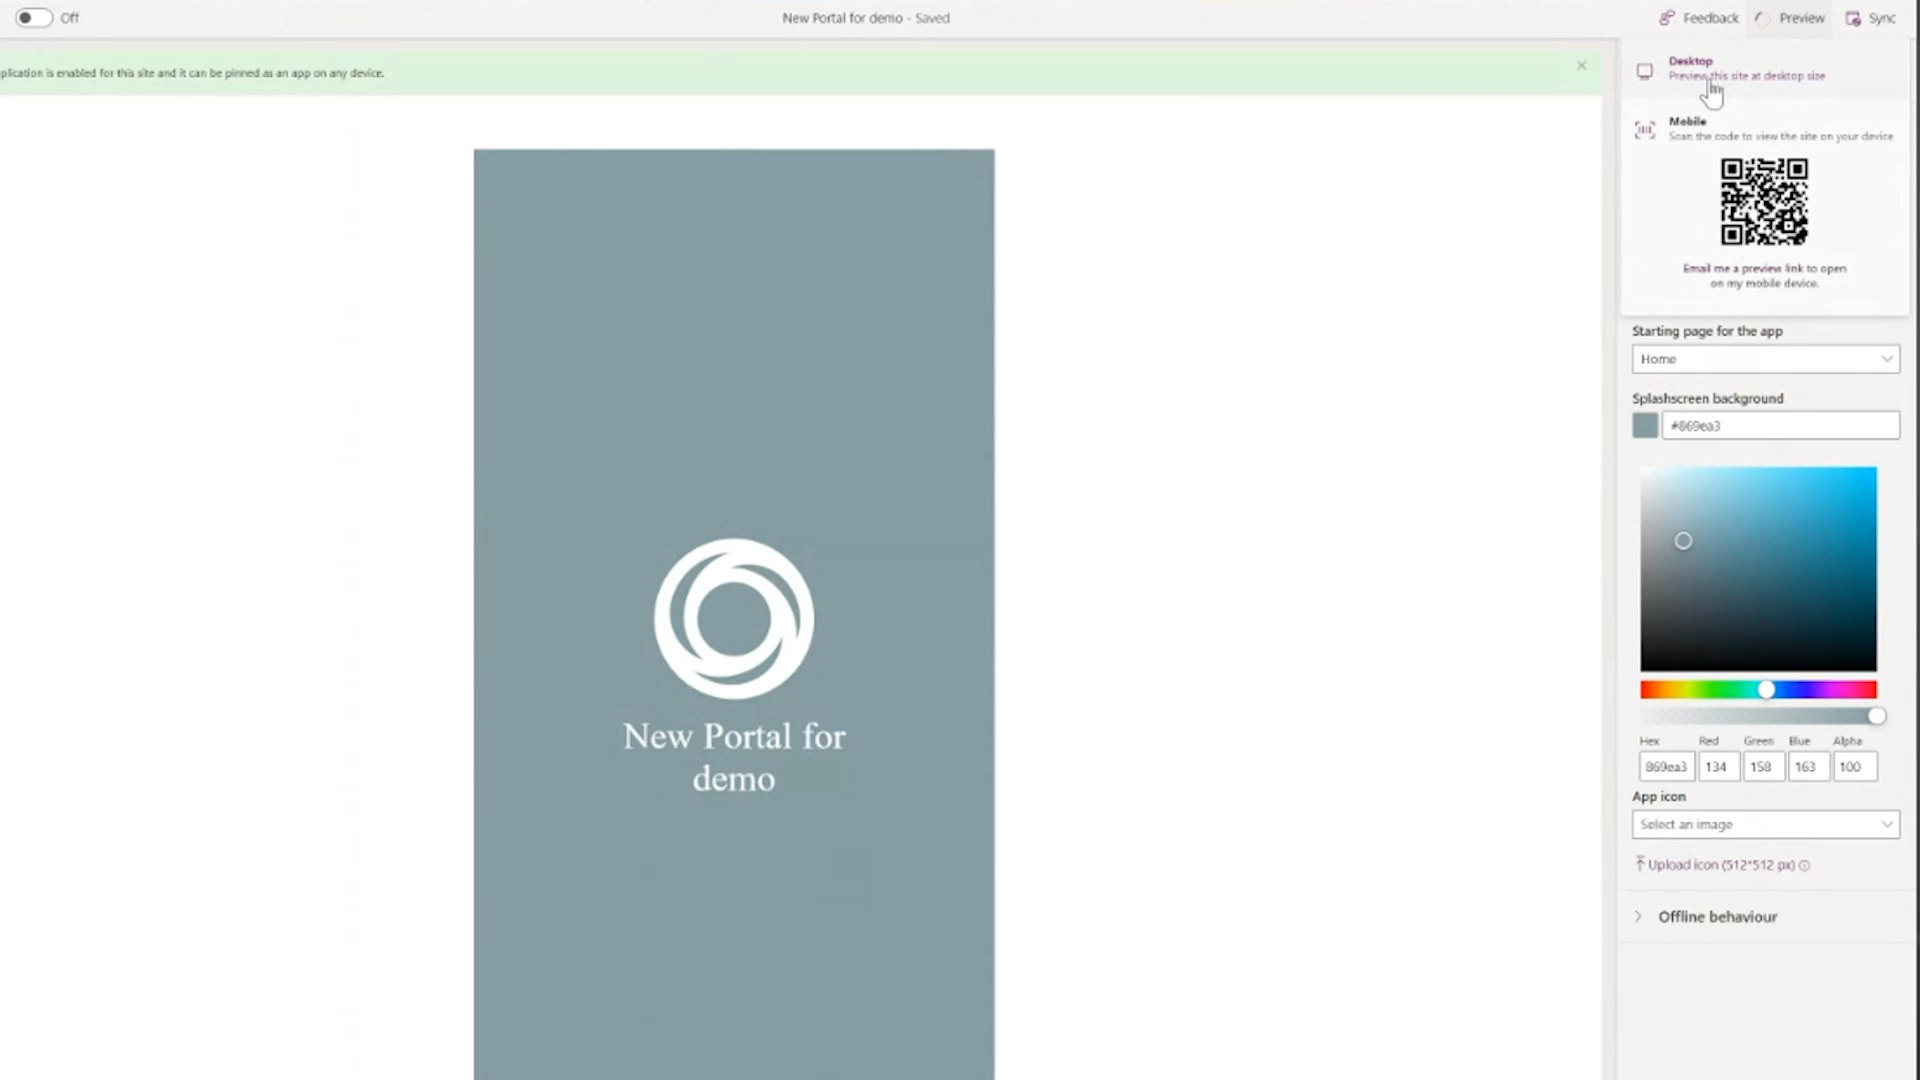 Off
New Portal for demo - Saved
Feedback
Preview
Sync
plication is enabled for this site and it can be pinned as an app on any device.
Desktop
Preview this site at desktop size
Mobile
Scan the code to view the site on your device
Email me a preview link to open
on my mobile device.
Starting page for the app
Home
Splashscreen background
#869ea3
New Portal for
demo
Hex Red Green Blue Alpha
869ea3 134 158 163 100
App icon
Select an image
Upload icon (512*512 px)
Offline behaviour